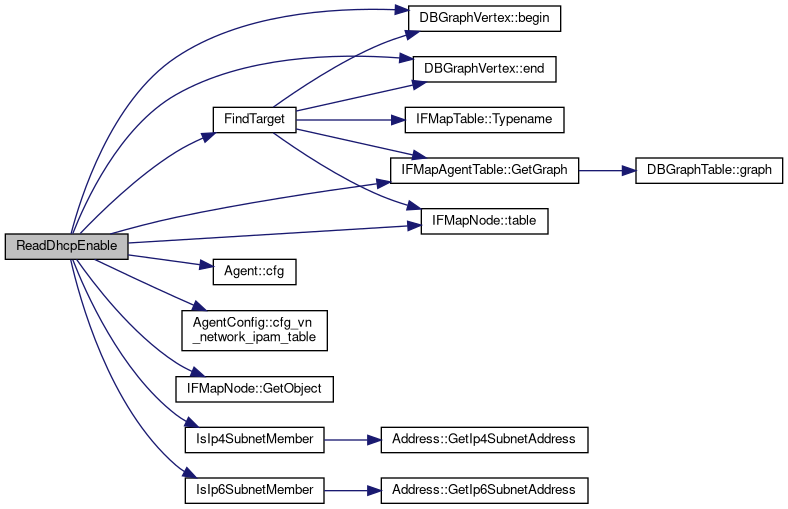 DBGraphVertex::begin
DBGraphVertex::end
FindTarget
IFMapTable::Typename
IFMapAgentTable::GetGraph
DBGraphTable::graph
IFMapNode::table
ReadDhcpEnable
Agent::cfg
AgentConfig::cfg_vn
_network_ipam_table
IFMapNode::GetObject
IsIp4SubnetMember
Address::GetIp4SubnetAddress
IsIp6SubnetMember
Address::GetIp6SubnetAddress